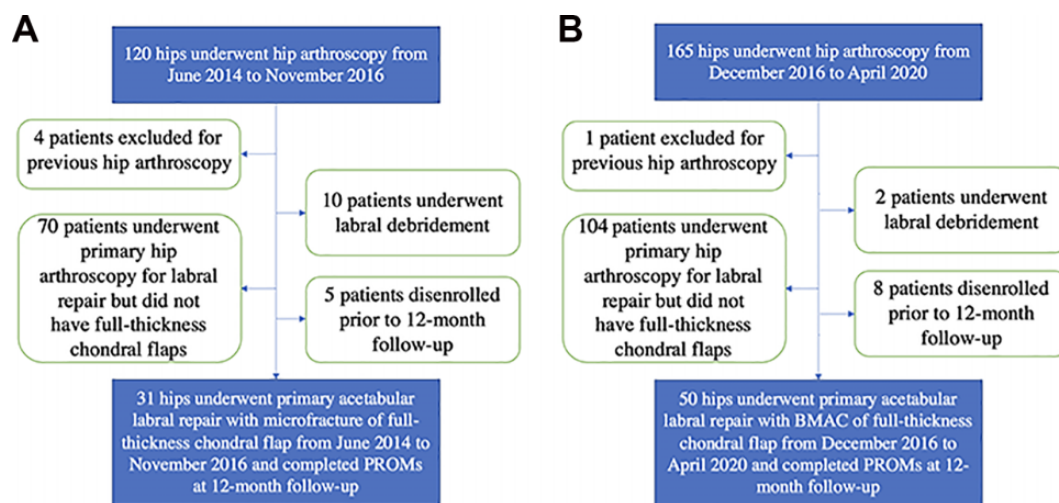 A
120 hips underwent hip arthroscopy from
June 2014 to November 2016
4 patients excluded for
previous hip arthroscopy
10 patients underwent
labral debridement
70 patients underwent
primary hip
arthroscopy for labral
repair but did not
have full-thickness
chondral flaps
5 patients disenrolled
prior to 12-month
follow-up
31 hips underwent primary acetabular
labral repair with microfracture of full-
thickness chondral flap from June 2014 to
November 2016 and completed PROMs
at 12-month follow-up
B
165 hips underwent hip arthroscopy from
December 2016 to April 2020
1 patient excluded for
previous hip arthroscopy
2 patients underwent
labral debridement
104 patients underwent
primary hip
arthroscopy for labral
repair but did not
have full-thickness
chondral flaps
8 patients disenrolled
prior to 12-month
follow-up
50 hips underwent primary acetabular
labral repair with BMAC of full-thickness
chondral flap from December 2016 to
April 2020 and completed PROMs at 12-
month follow-up